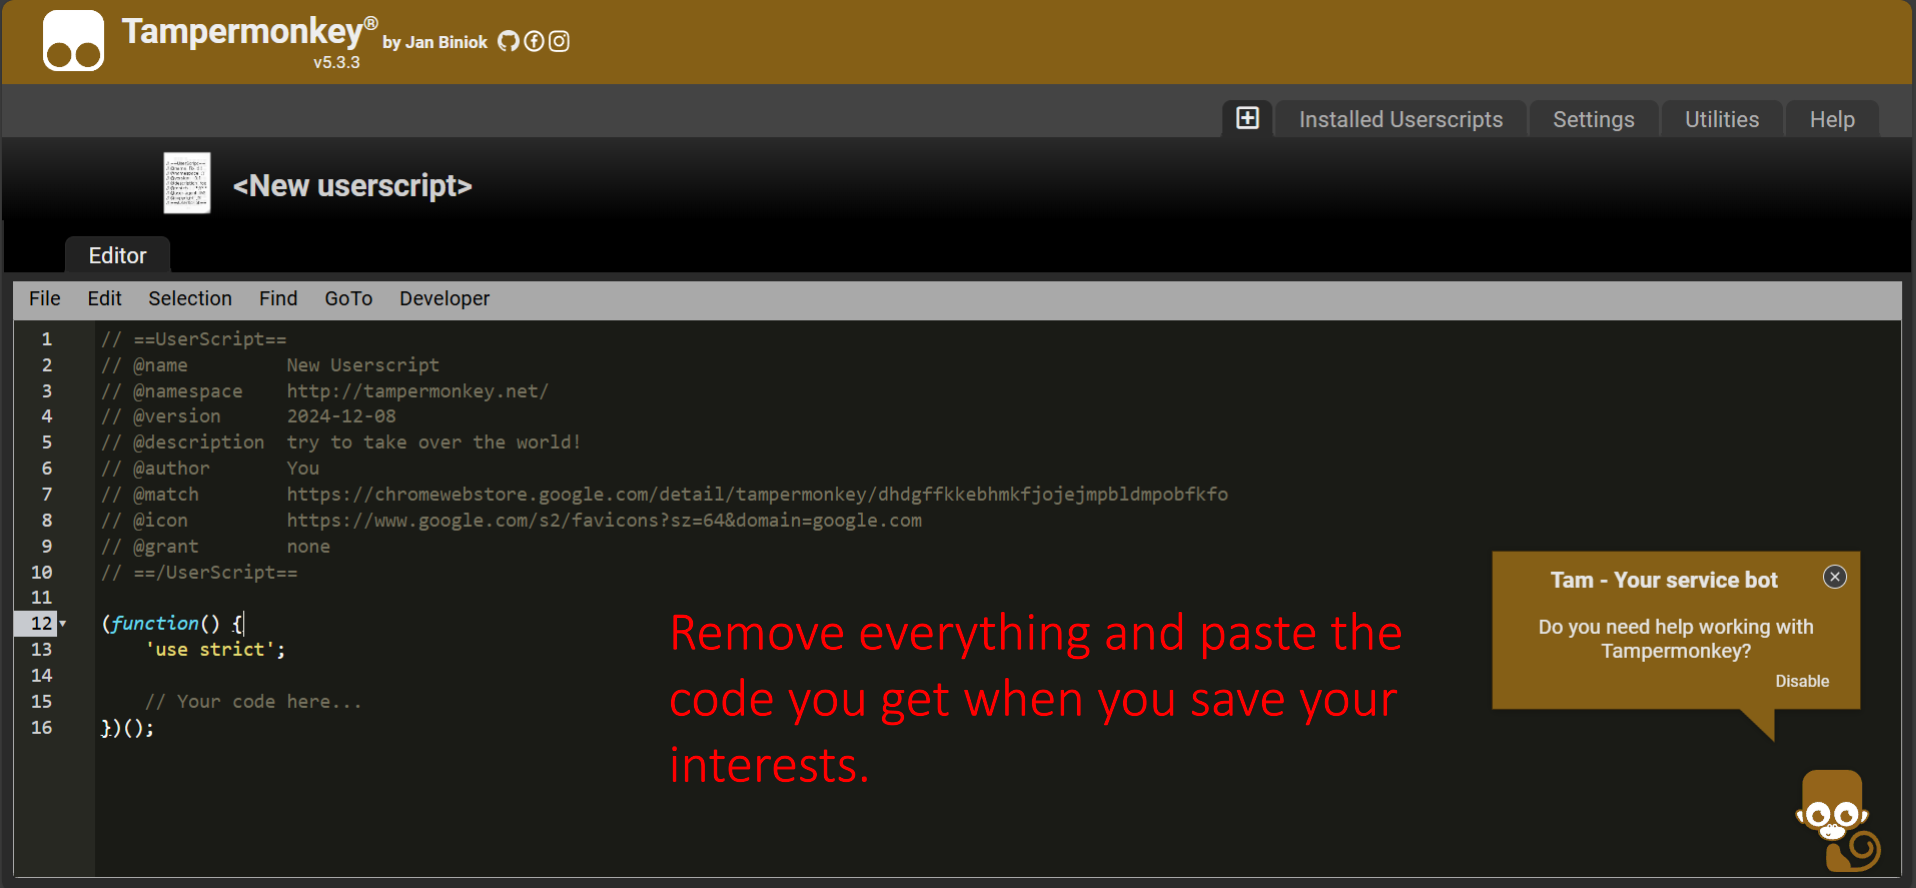 Tampermonkey® by Jan Biniok
v5.3.3
Installed Userscripts Settings Utilities Help
<New userscript>
Editor
File Edit Selection Find GoTo Developer
1 // ==UserScript==
2 // @name         New Userscript
3 // @namespace    http://tampermonkey.net/
4 // @version      2024-12-08
5 // @description  try to take over the world!
6 // @author       You
7 // @match        https://chromewebstore.google.com/detail/tampermonkey/dhdgffkkebhmkfjojejmpbldmpobfkfo
8 // @icon         https://www.google.com/s2/favicons?sz=64&domain=google.com
9 // @grant        none
10 // ==/UserScript==
11
12 (function() {
13     'use strict';
14
15     // Your code here...
16 })();
Remove everything and paste the
code you get when you save your
interests.
Tam - Your service bot
Do you need help working with
Tampermonkey?
Disable